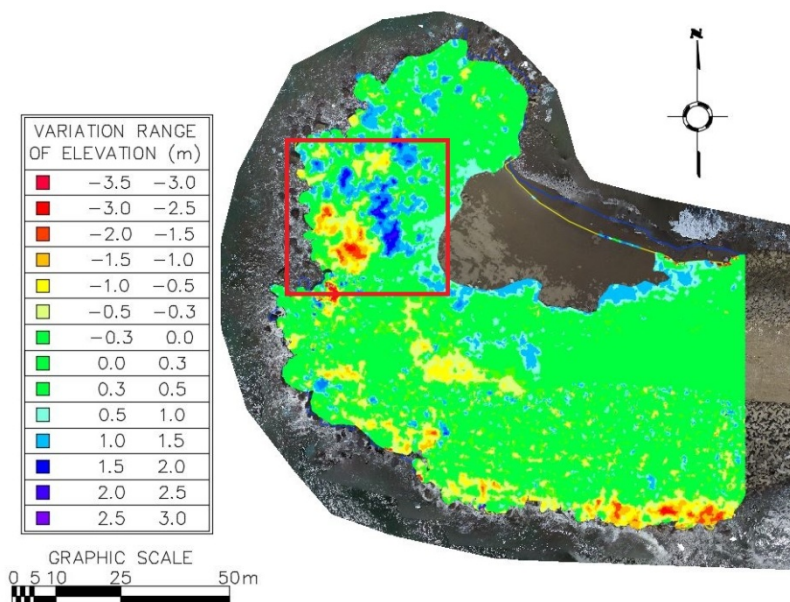 VARIATION RANGE
OF ELEVATION (m)
−3.5 −3.0
−3.0 −2.5
−2.0 −1.5
−1.5 −1.0
−1.0 −0.5
−0.5 −0.3
−0.3 0.0
0.0 0.3
0.3 0.5
0.5 1.0
1.0 1.5
1.5 2.0
2.0 2.5
2.5 3.0
GRAPHIC SCALE
0 5 10 25 50m
N